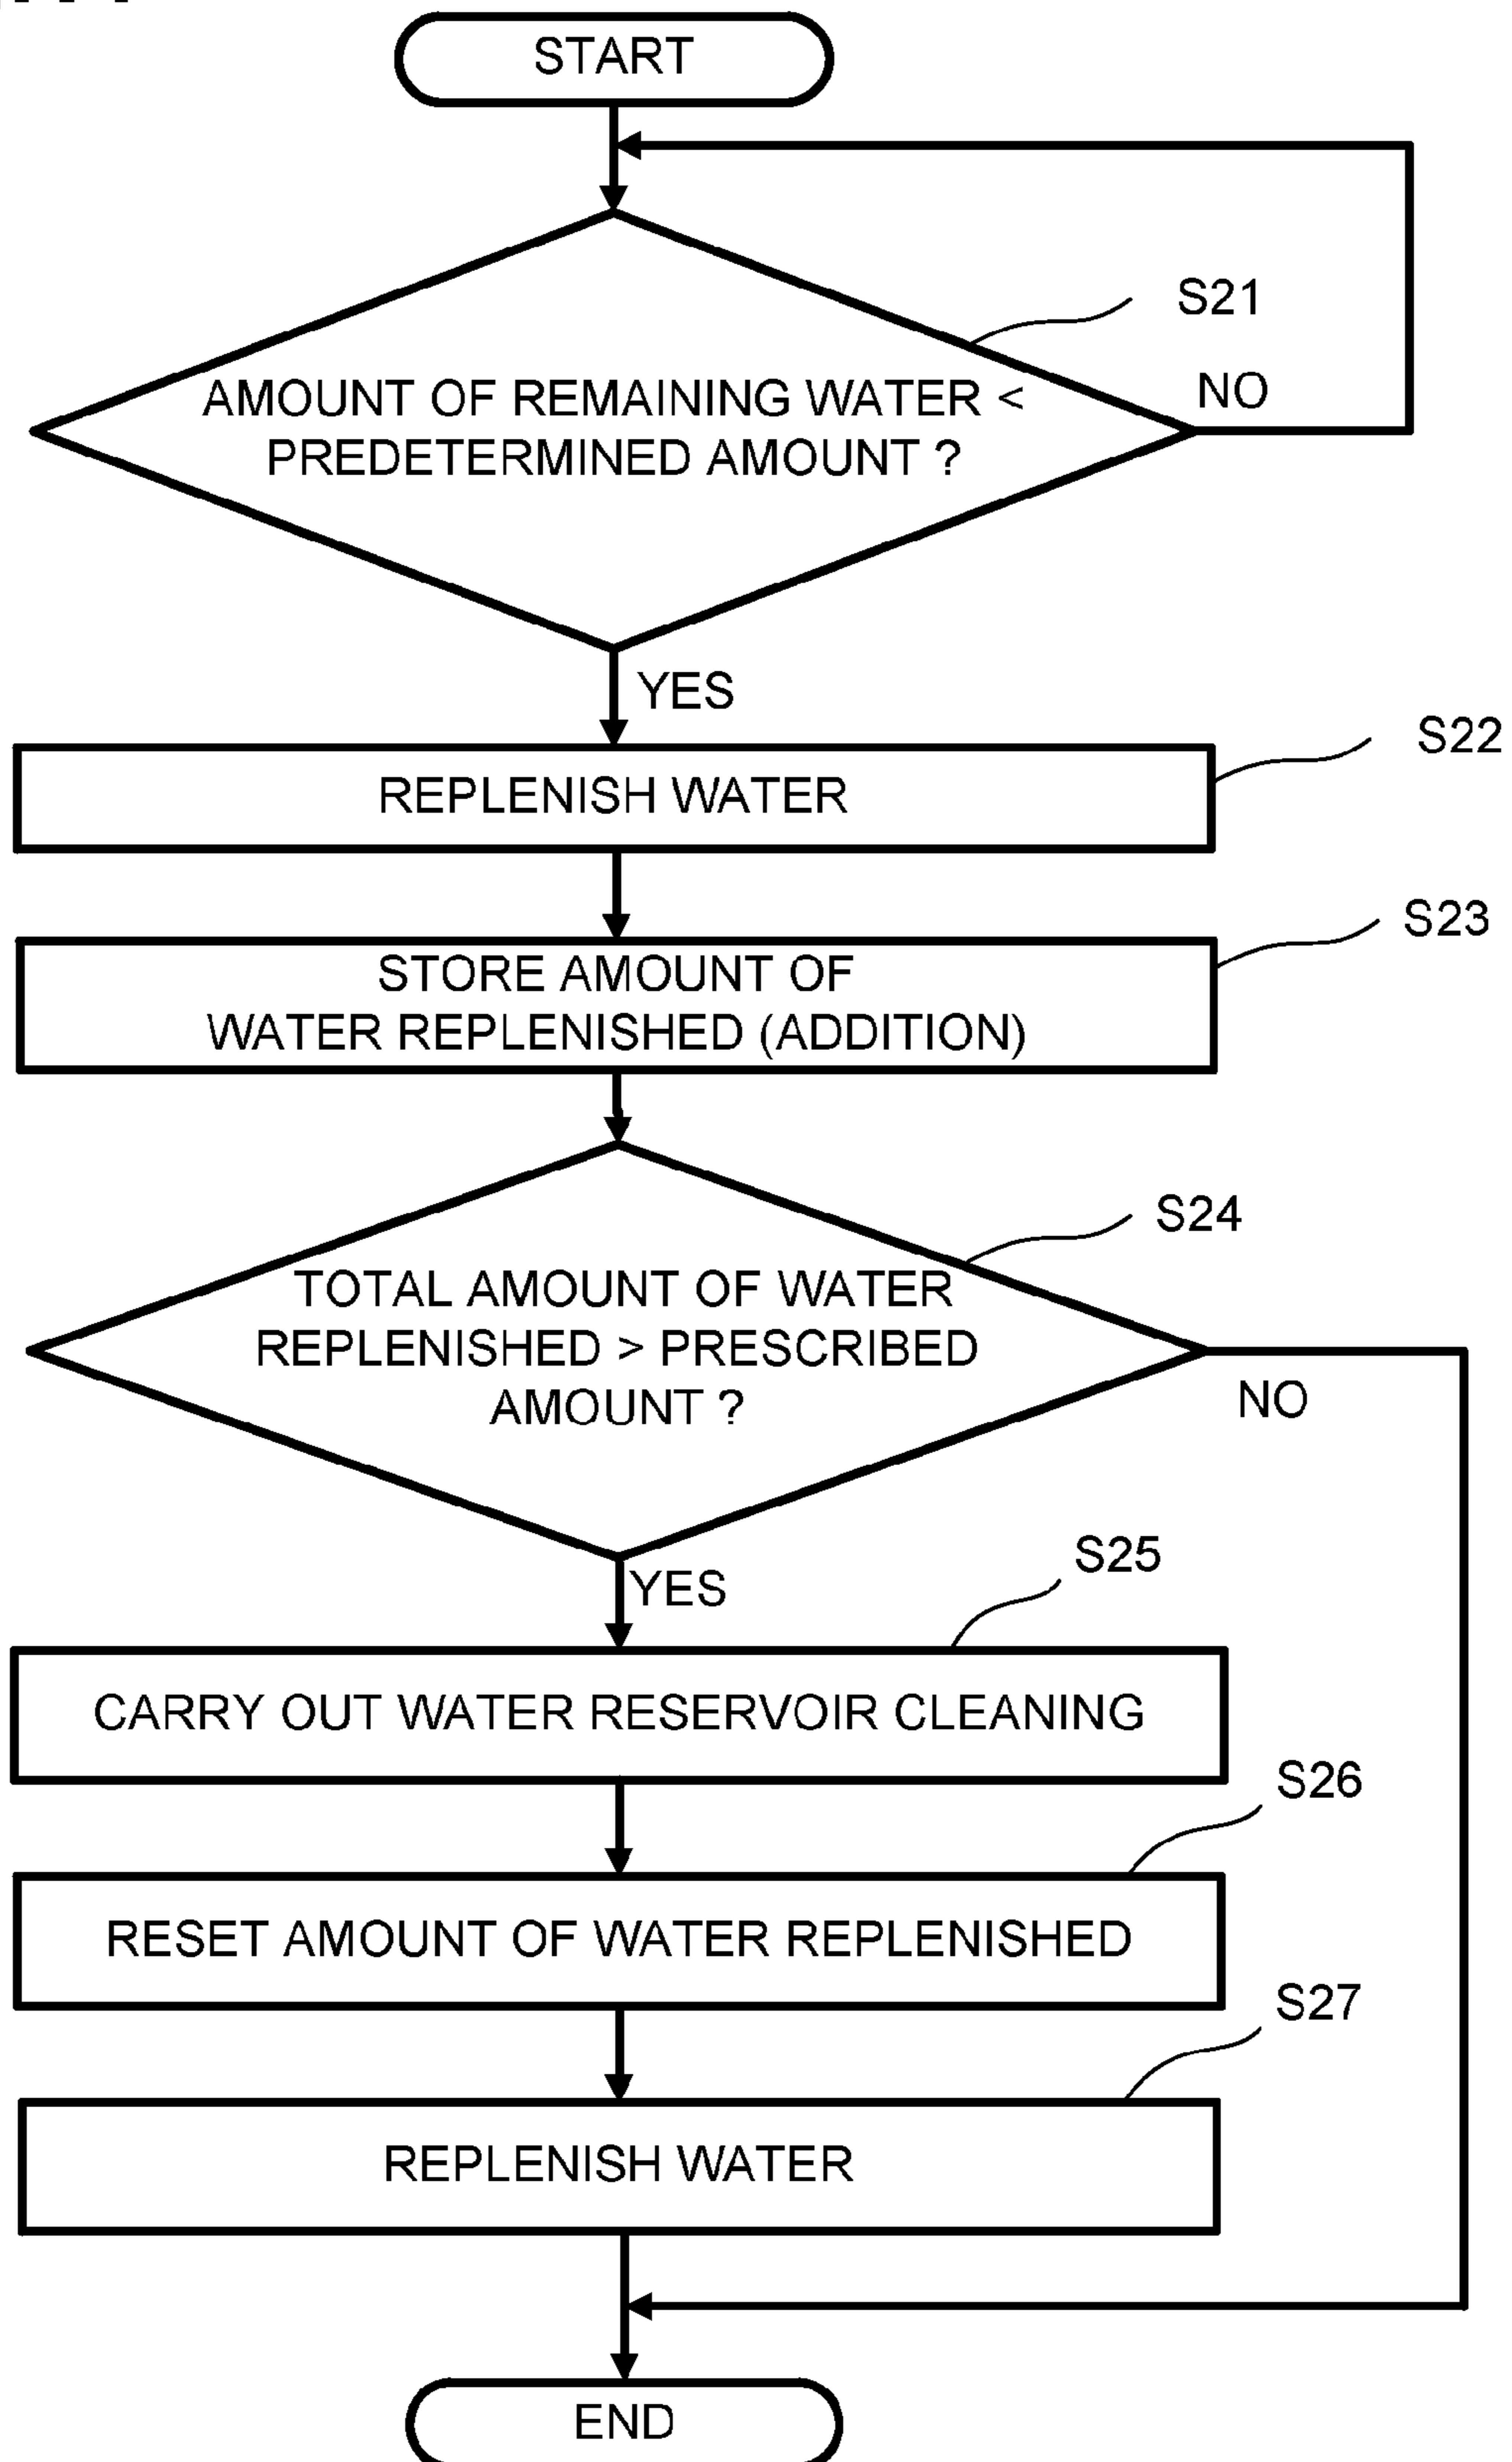 START
S21
AMOUNT OF REMAINING WATER <
PREDETERMINED AMOUNT ?
NO
YES
S22
REPLENISH WATER
S23
STORE AMOUNT OF
WATER REPLENISHED (ADDITION)
S24
TOTAL AMOUNT OF WATER
REPLENISHED > PRESCRIBED
AMOUNT ?
NO
YES
S25
CARRY OUT WATER RESERVOIR CLEANING
S26
RESET AMOUNT OF WATER REPLENISHED
S27
REPLENISH WATER
END